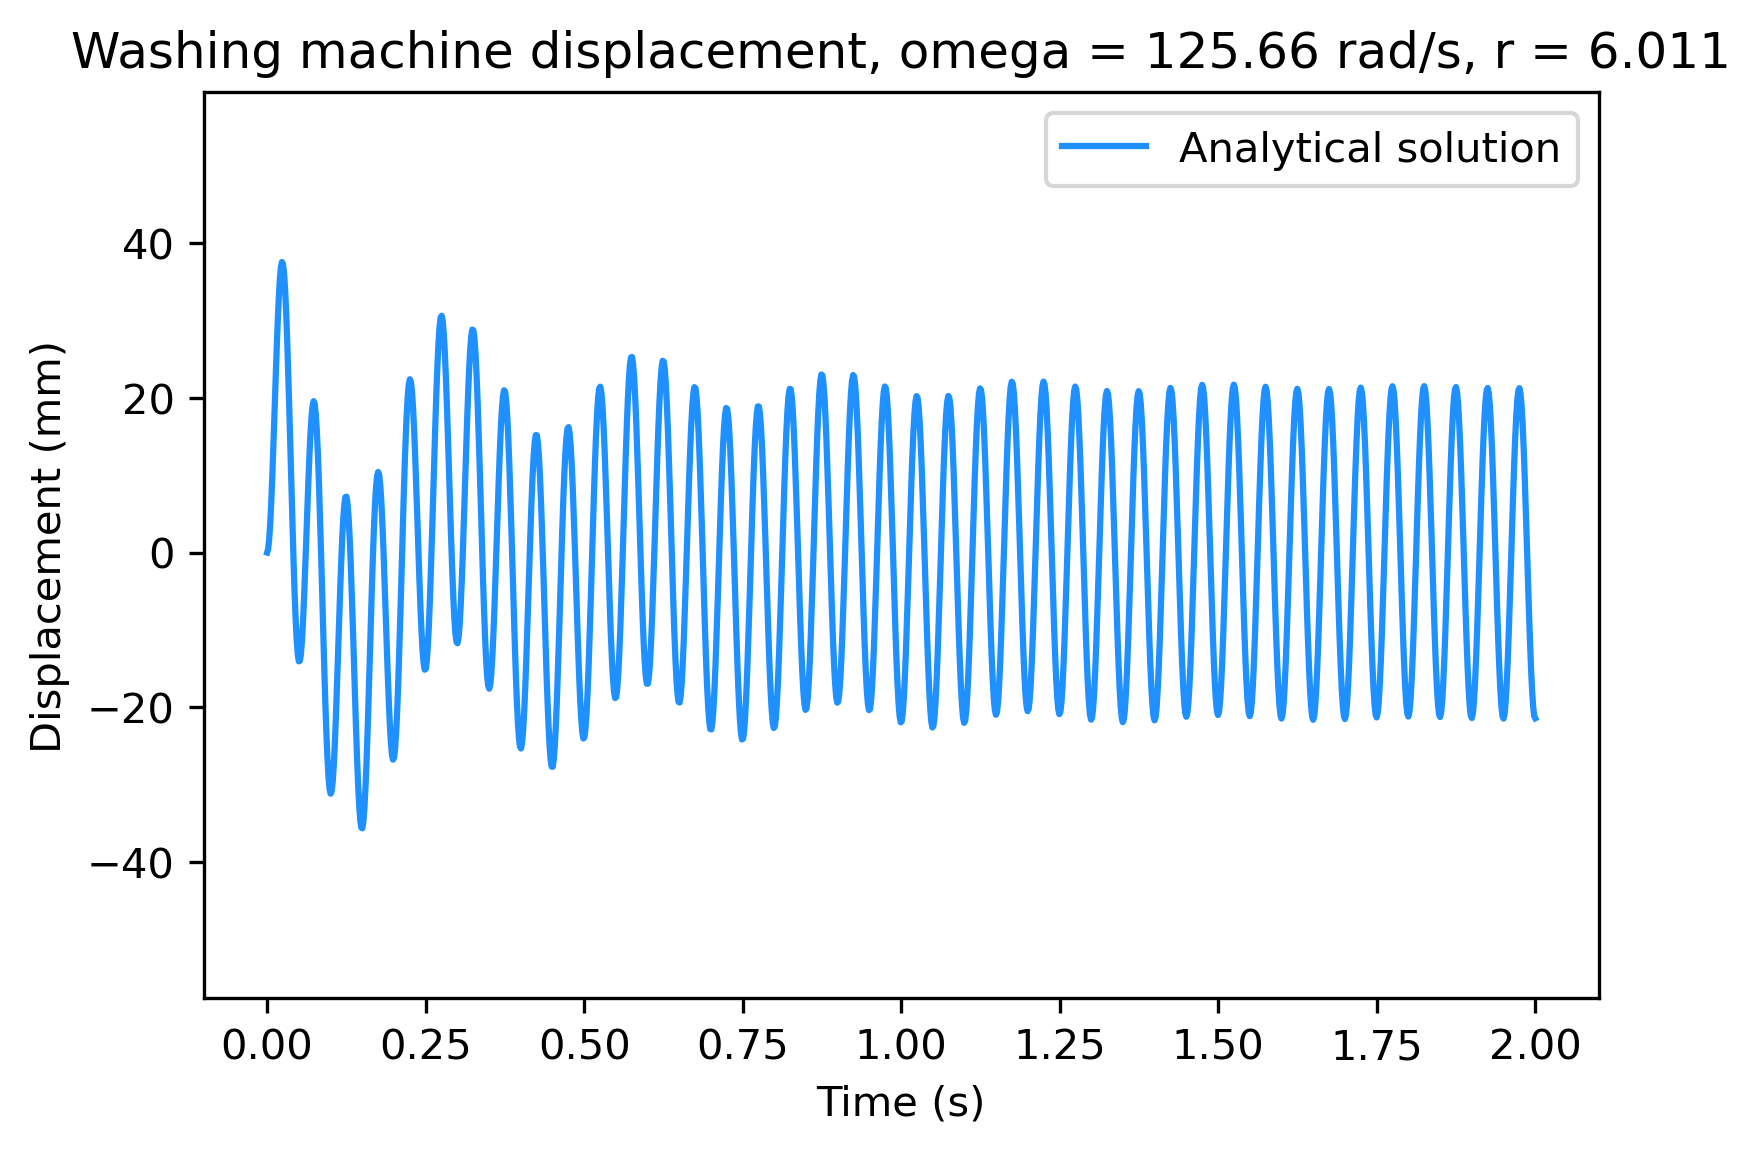 Washing machine displacement, omega = 125.66 rad/s, r = 6.011
Analytical solution
Displacement (mm)
40
20
0
−20
−40
0.00 0.25 0.50 0.75 1.00 1.25 1.50 1.75 2.00
Time (s)